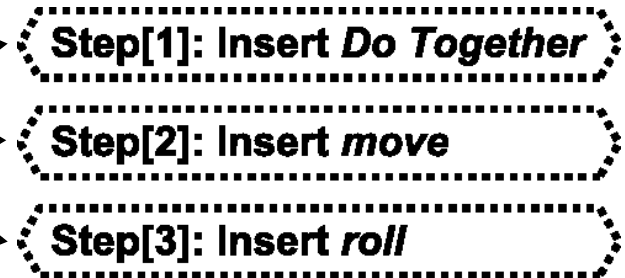 Step[1]: Insert Do Together
Step[2]: Insert move
Step[3]: Insert roll